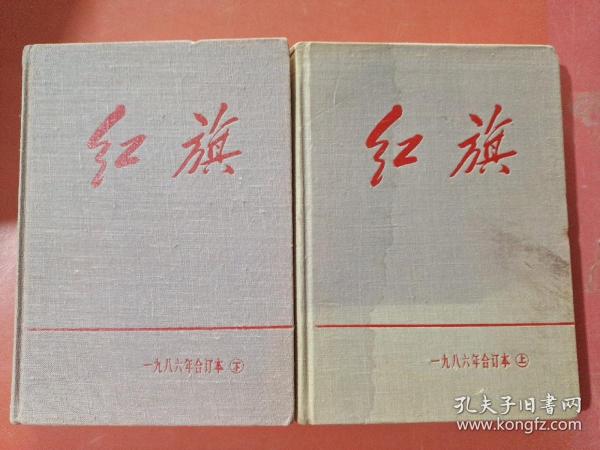 红旗
一九八六年合订本 下
红旗
一九八六年合订本 上
孔夫子旧书网
www.kongfz.com